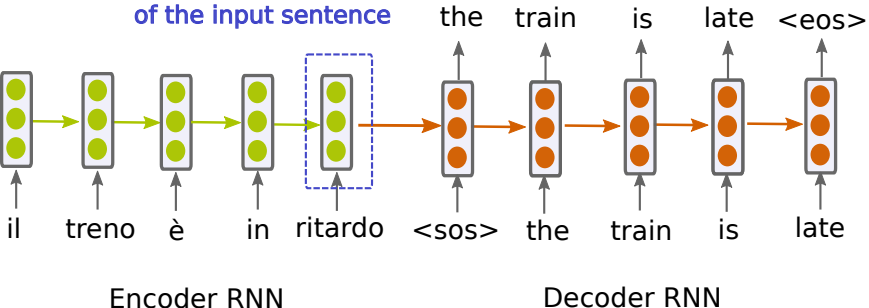 of the input sentence
the train is late <eos>
il treno è in ritardo <sos> the train is late
Encoder RNN Decoder RNN